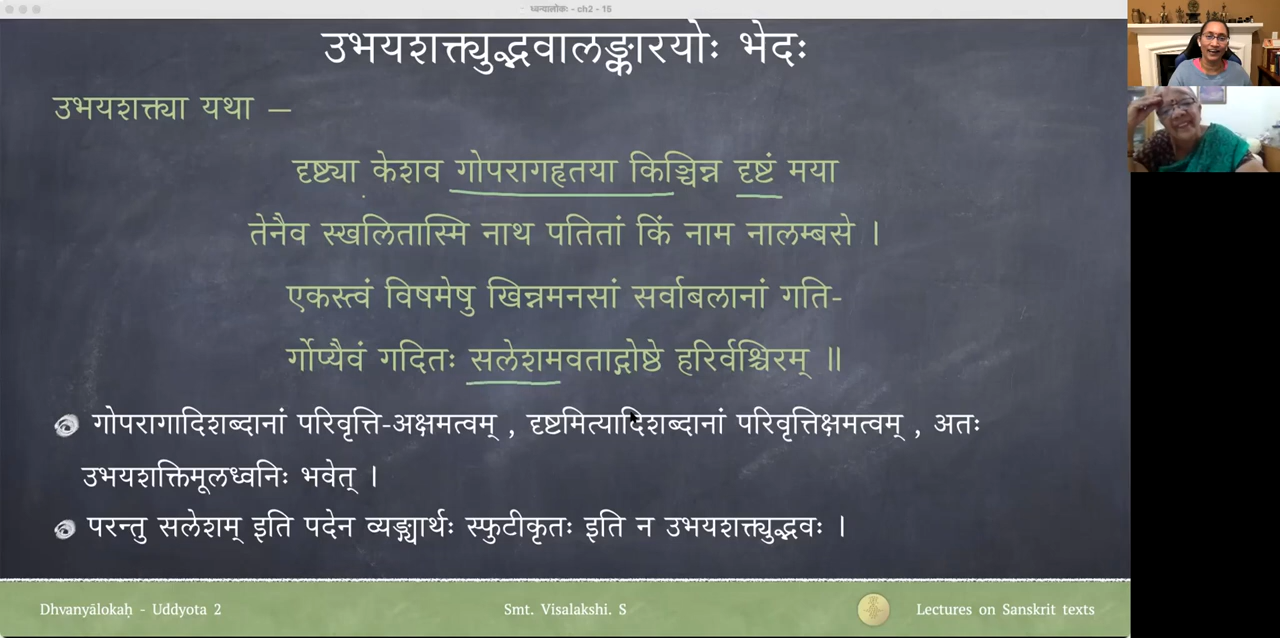 ध्वन्यालोकः - ch2 - 15
उभयशक्त्युद्भवालङ्कारयोः भेदः
उभयशक्त्या यथा –
दृष्ट्या केशव गोपरागहृतया किञ्चिन्न दृष्टं मया
तेनैव स्खलितास्मि नाथ पतितां किं नाम नालम्बसे ।
एकस्त्वं विषमेषु खिन्नमनसां सर्वाबलानां गति-
र्गोप्यैवं गदितः सलेशमवताद्गोष्ठे हरिर्वश्चिरम् ॥
गोपरागादिशब्दानां परिवृत्ति-अक्षमत्वम् , दृष्टमित्यादिशब्दानां परिवृत्तिक्षमत्वम् , अतः
उभयशक्तिमूलध्वनिः भवेत् ।
परन्तु सलेशम् इति पदेन व्यङ्ग्यार्थः स्फुटीकृतः इति न उभयशक्त्युद्भवः ।
Dhvanyālokaḥ - Uddyota 2 Smt. Visalakshi. S Lectures on Sanskrit texts